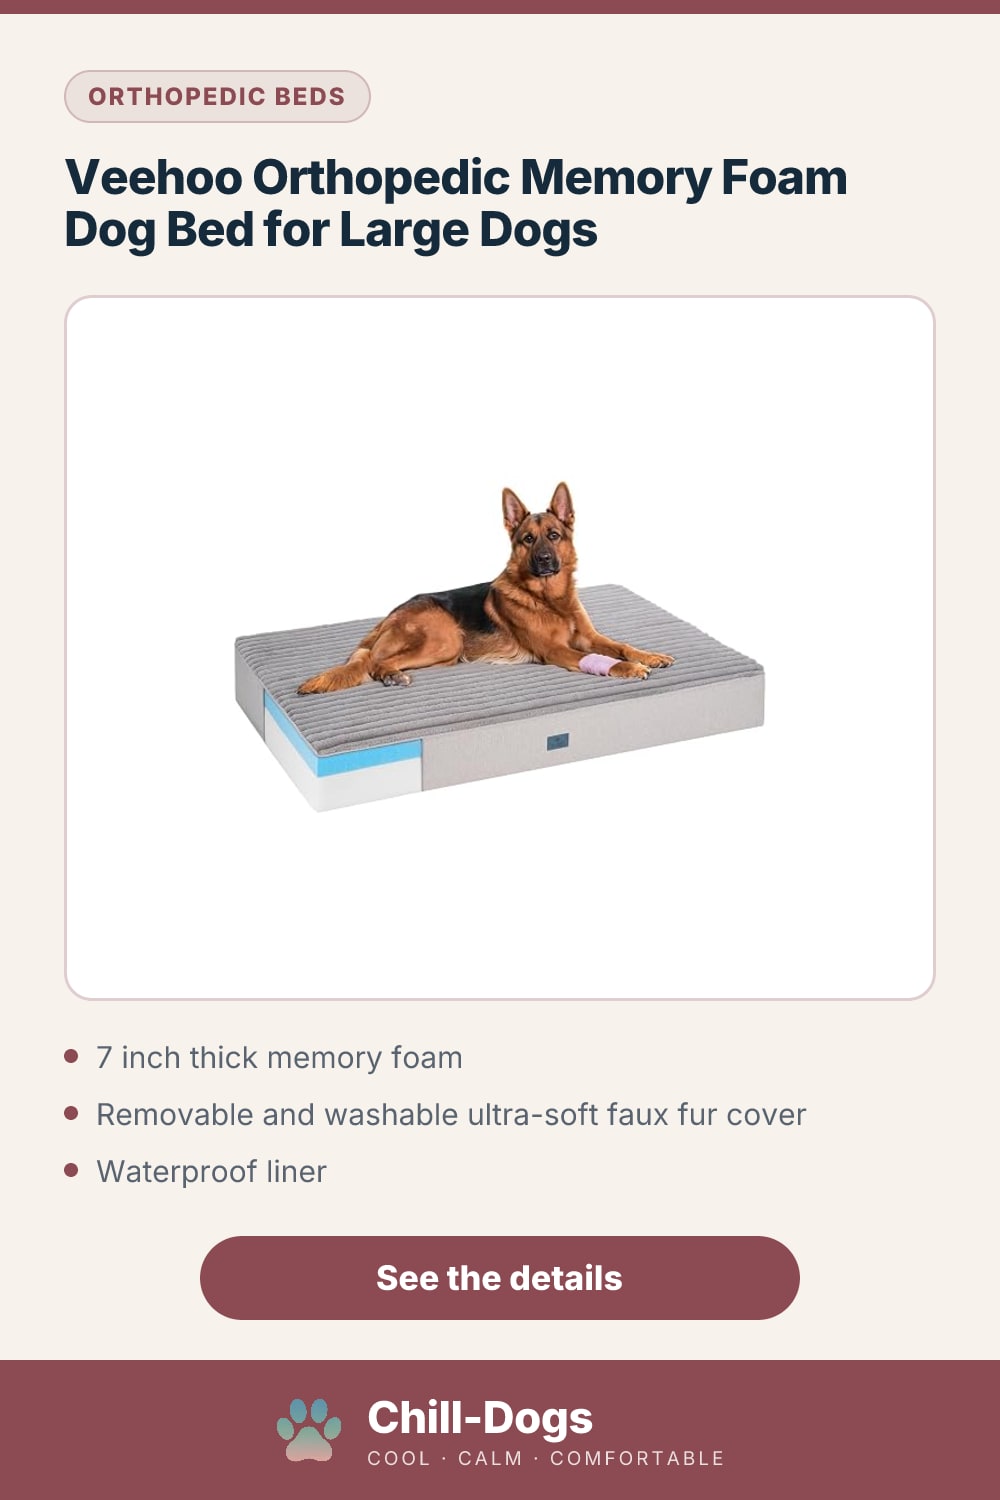 ORTHOPEDIC BEDS
Veehoo Orthopedic Memory Foam
Dog Bed for Large Dogs
7 inch thick memory foam
Removable and washable ultra-soft faux fur cover
Waterproof liner
See the details
Chill-Dogs
COOL · CALM · COMFORTABLE